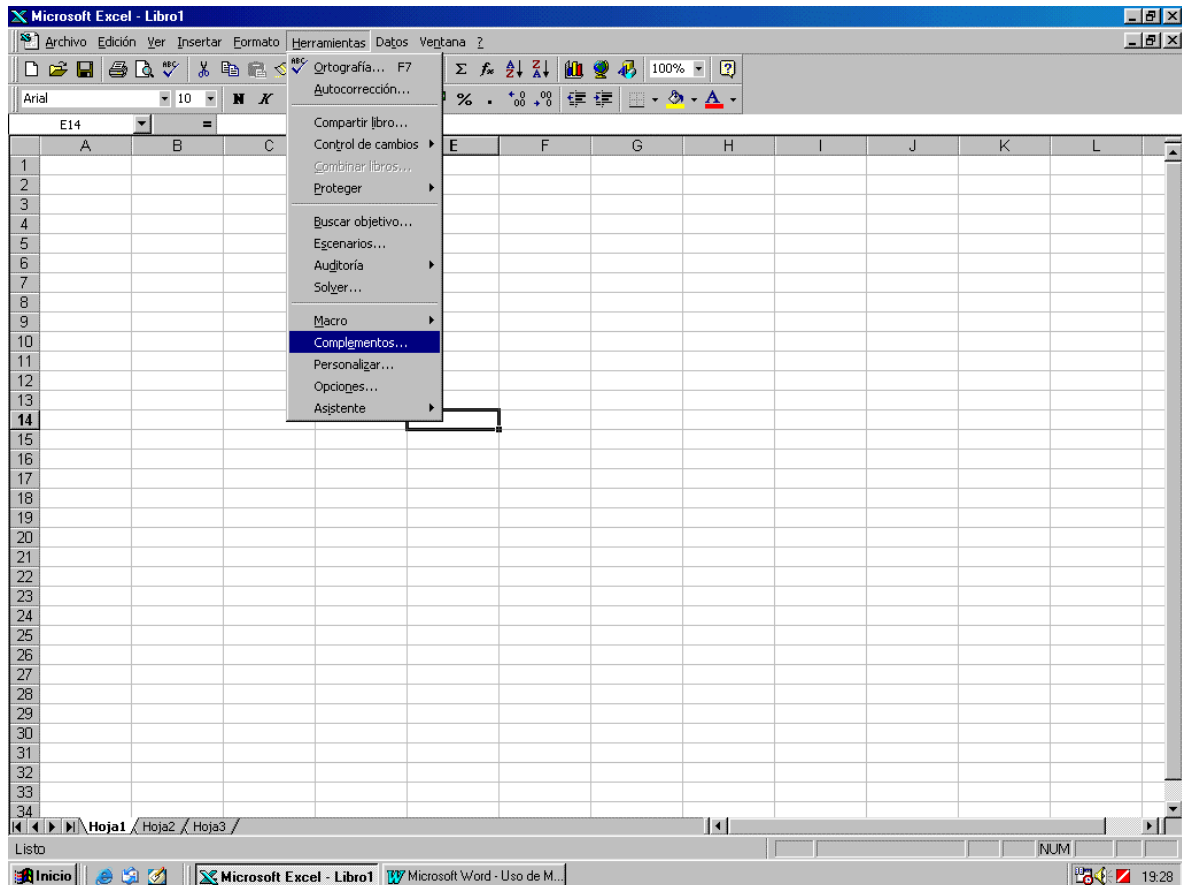 Microsoft Excel - Libro1
Archivo Edición Ver Insertar Formato Herramientas Datos Ventana ?
100%
Arial 10 N K % .
E14 =
A B C E F G H I J K L
Ortografía... F7
Autocorrección...
Compartir libro...
Control de cambios
Combinar libros...
Proteger
Buscar objetivo...
Escenarios...
Auditoría
Solver...
Macro
Complementos...
Personalizar...
Opciones...
Asistente
1
2
3
4
5
6
7
8
9
10
11
12
13
14
15
16
17
18
19
20
21
22
23
24
25
26
27
28
29
30
31
32
33
34
Hoja1 Hoja2 Hoja3
Listo NUM
Inicio Microsoft Excel - Libro1 Microsoft Word - Uso de M... 19:28